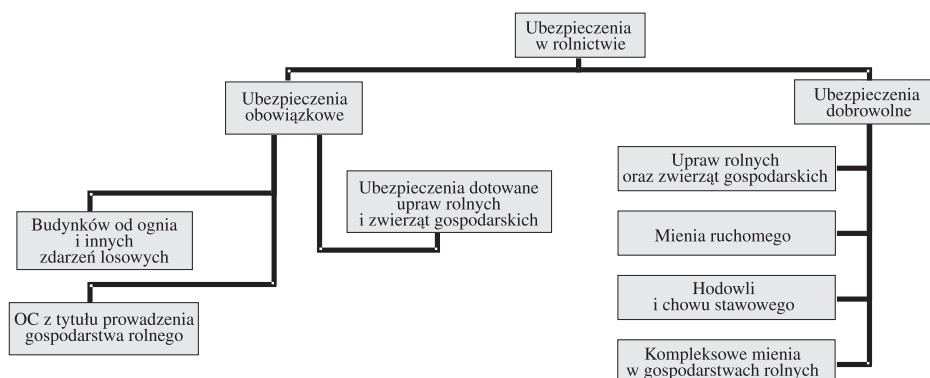 Ubezpieczenia
w rolnictwie
Ubezpieczenia
obowiązkowe
Ubezpieczenia
dobrowolne
Budynków od ognia
i innych
zdarzeń losowych
OC z tytułu prowadzenia
gospodarstwa rolnego
Ubezpieczenia dotowane
upraw rolnych
i zwierząt gospodarskich
Upraw rolnych
oraz zwierząt gospodarskich
Mienia ruchomego
Hodowli
i chowu stawowego
Kompleksowe mienia
w gospodarstwach rolnych